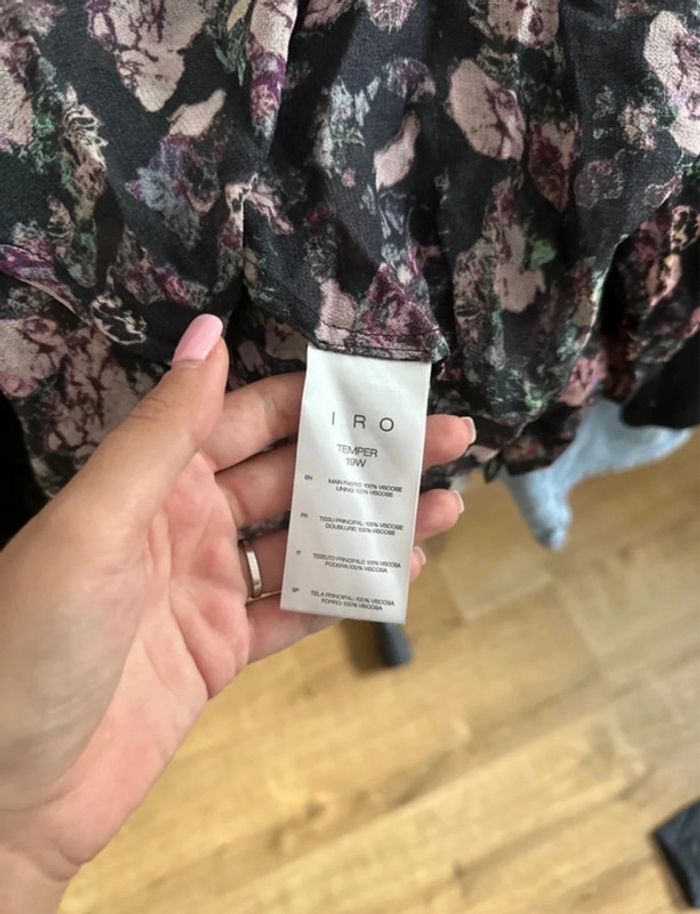 IRO
TEMPER
19W
EN MAIN FABRIC: 100% VISCOSE
LINING: 100% VISCOSE
FR TISSU PRINCIPAL: 100% VISCOSE
DOUBLURE: 100% VISCOSE
IT TESSUTO PRINCIPALE: 100% VISCOSA
FODERA: 100% VISCOSA
SP TELA PRINCIPAL: 100% VISCOSA
FORRO: 100% VISCOSA